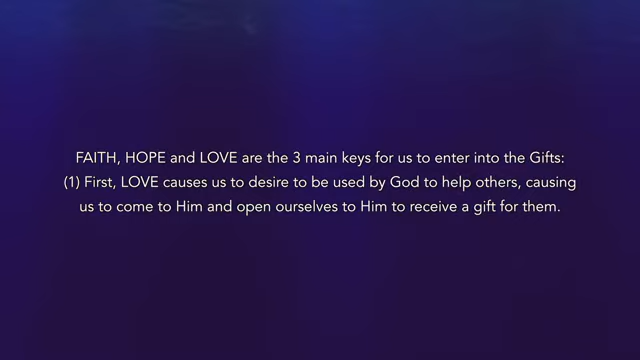 FAITH, HOPE and LOVE are the 3 main keys for us to enter into the Gifts:
(1) First, LOVE causes us to desire to be used by God to help others, causing
us to come to Him and open ourselves to Him to receive a gift for them.